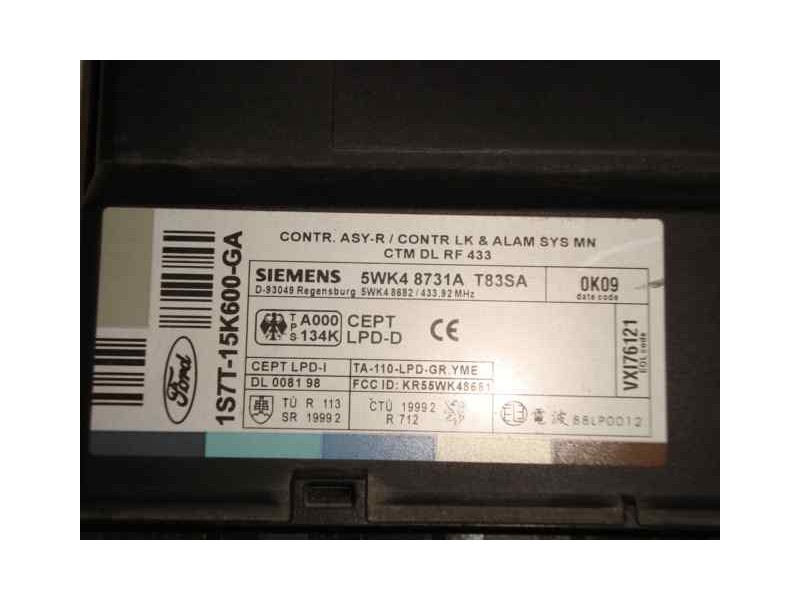 CONTR. ASY-R / CONTR LK & ALAM SYS MN
CTM DL RF 433
SIEMENS 5WK4 8731A T83SA
D-93049 Regensburg 5WK4 8682 / 433.92 MHz
0K09
date code
TPS A000 134K
CEPT
LPD-D
CE
CEPT LPD-I
TA-110-LPD-GR.YME
DL 0081 98
FCC ID: KR55WK48681
TÜ R 113
SR 1999 2
ČTÚ 1999 2
R 712
電波 88LP0012
VXI76121
EOL code
Ford
1S7T-15K600-GA